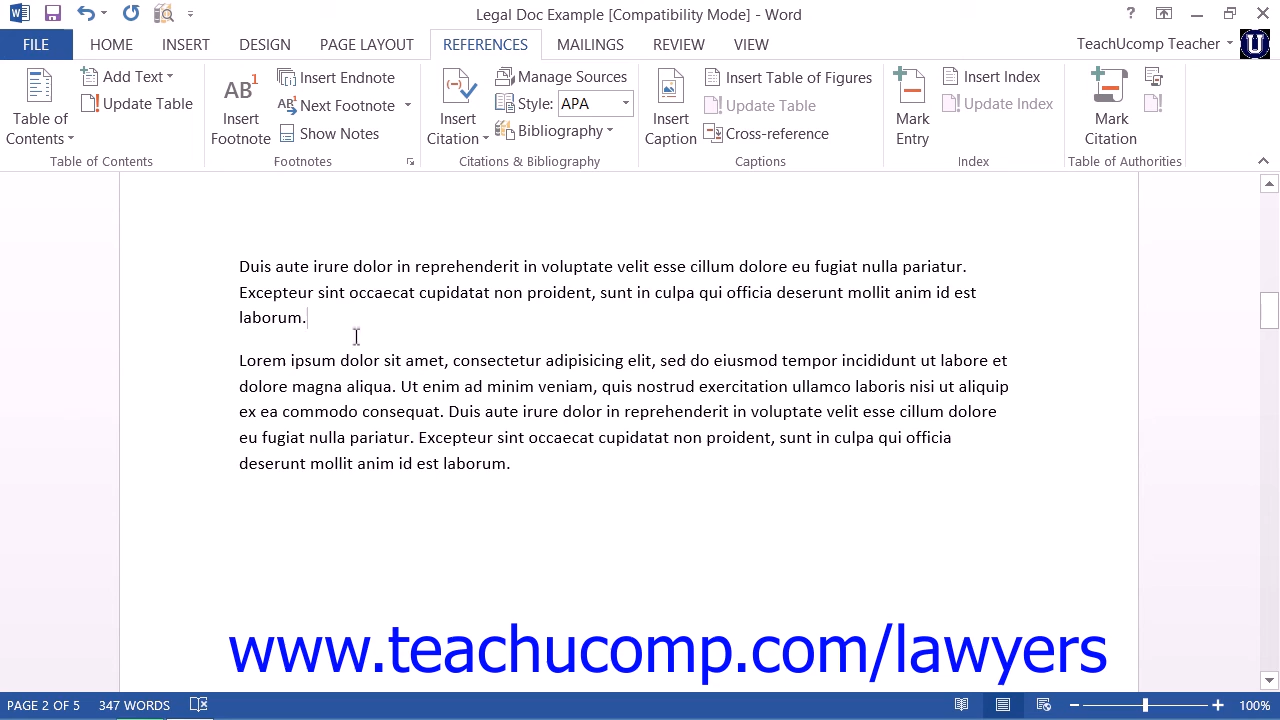 Legal Doc Example [Compatibility Mode] - Word
FILE HOME INSERT DESIGN PAGE LAYOUT REFERENCES MAILINGS REVIEW VIEW TeachUcomp Teacher U
Table of Contents
Add Text
Update Table
Table of Contents
AB1 Insert Footnote
Insert Endnote
Next Footnote
Show Notes
Footnotes
Insert Citation
Manage Sources
Style: APA
Bibliography
Citations & Bibliography
Insert Caption
Insert Table of Figures
Update Table
Cross-reference
Captions
Mark Entry
Insert Index
Update Index
Index
Mark Citation
Table of Authorities
Duis aute irure dolor in reprehenderit in voluptate velit esse cillum dolore eu fugiat nulla pariatur.
Excepteur sint occaecat cupidatat non proident, sunt in culpa qui officia deserunt mollit anim id est
laborum.
Lorem ipsum dolor sit amet, consectetur adipisicing elit, sed do eiusmod tempor incididunt ut labore et
dolore magna aliqua. Ut enim ad minim veniam, quis nostrud exercitation ullamco laboris nisi ut aliquip
ex ea commodo consequat. Duis aute irure dolor in reprehenderit in voluptate velit esse cillum dolore
eu fugiat nulla pariatur. Excepteur sint occaecat cupidatat non proident, sunt in culpa qui officia
deserunt mollit anim id est laborum.
www.teachucomp.com/lawyers
PAGE 2 OF 5 347 WORDS 100%